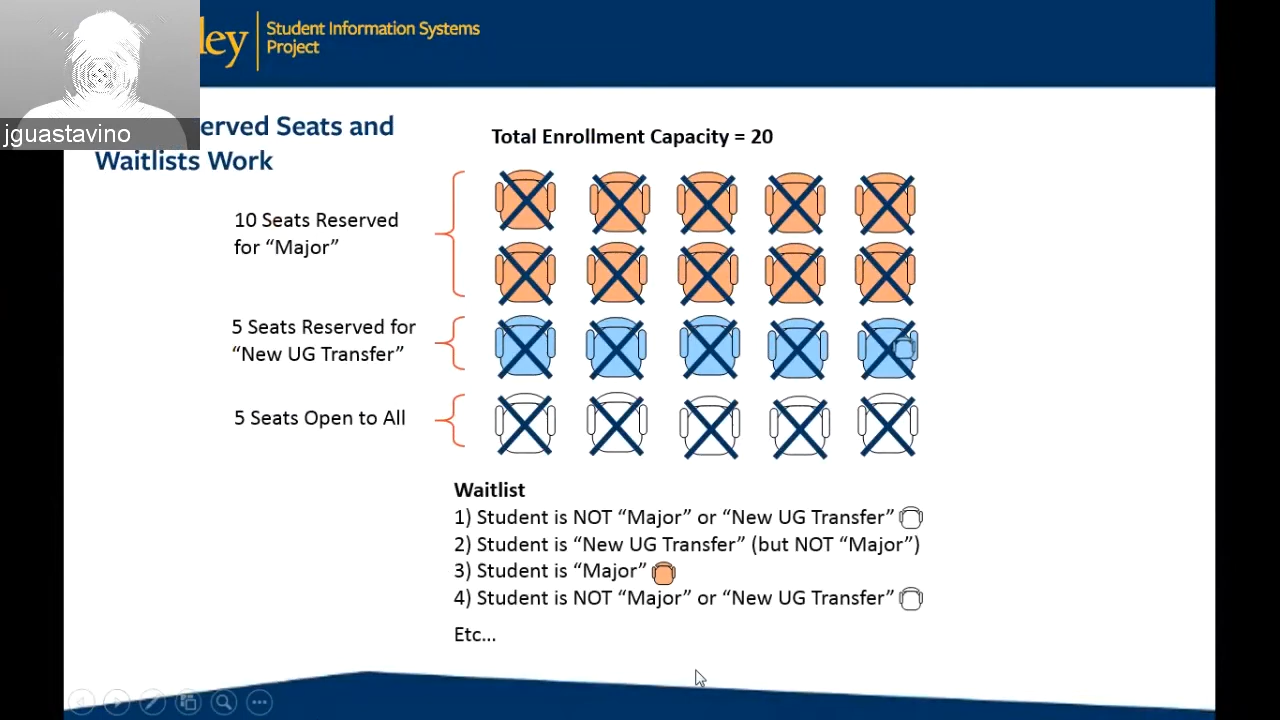 ley
Student Information Systems
Project
jguastavino
erved Seats and
Waitlists Work
Total Enrollment Capacity = 20
10 Seats Reserved
for “Major”
5 Seats Reserved for
“New UG Transfer”
5 Seats Open to All
Waitlist
1) Student is NOT “Major” or “New UG Transfer”
2) Student is “New UG Transfer” (but NOT “Major”)
3) Student is “Major”
4) Student is NOT “Major” or “New UG Transfer”
Etc...